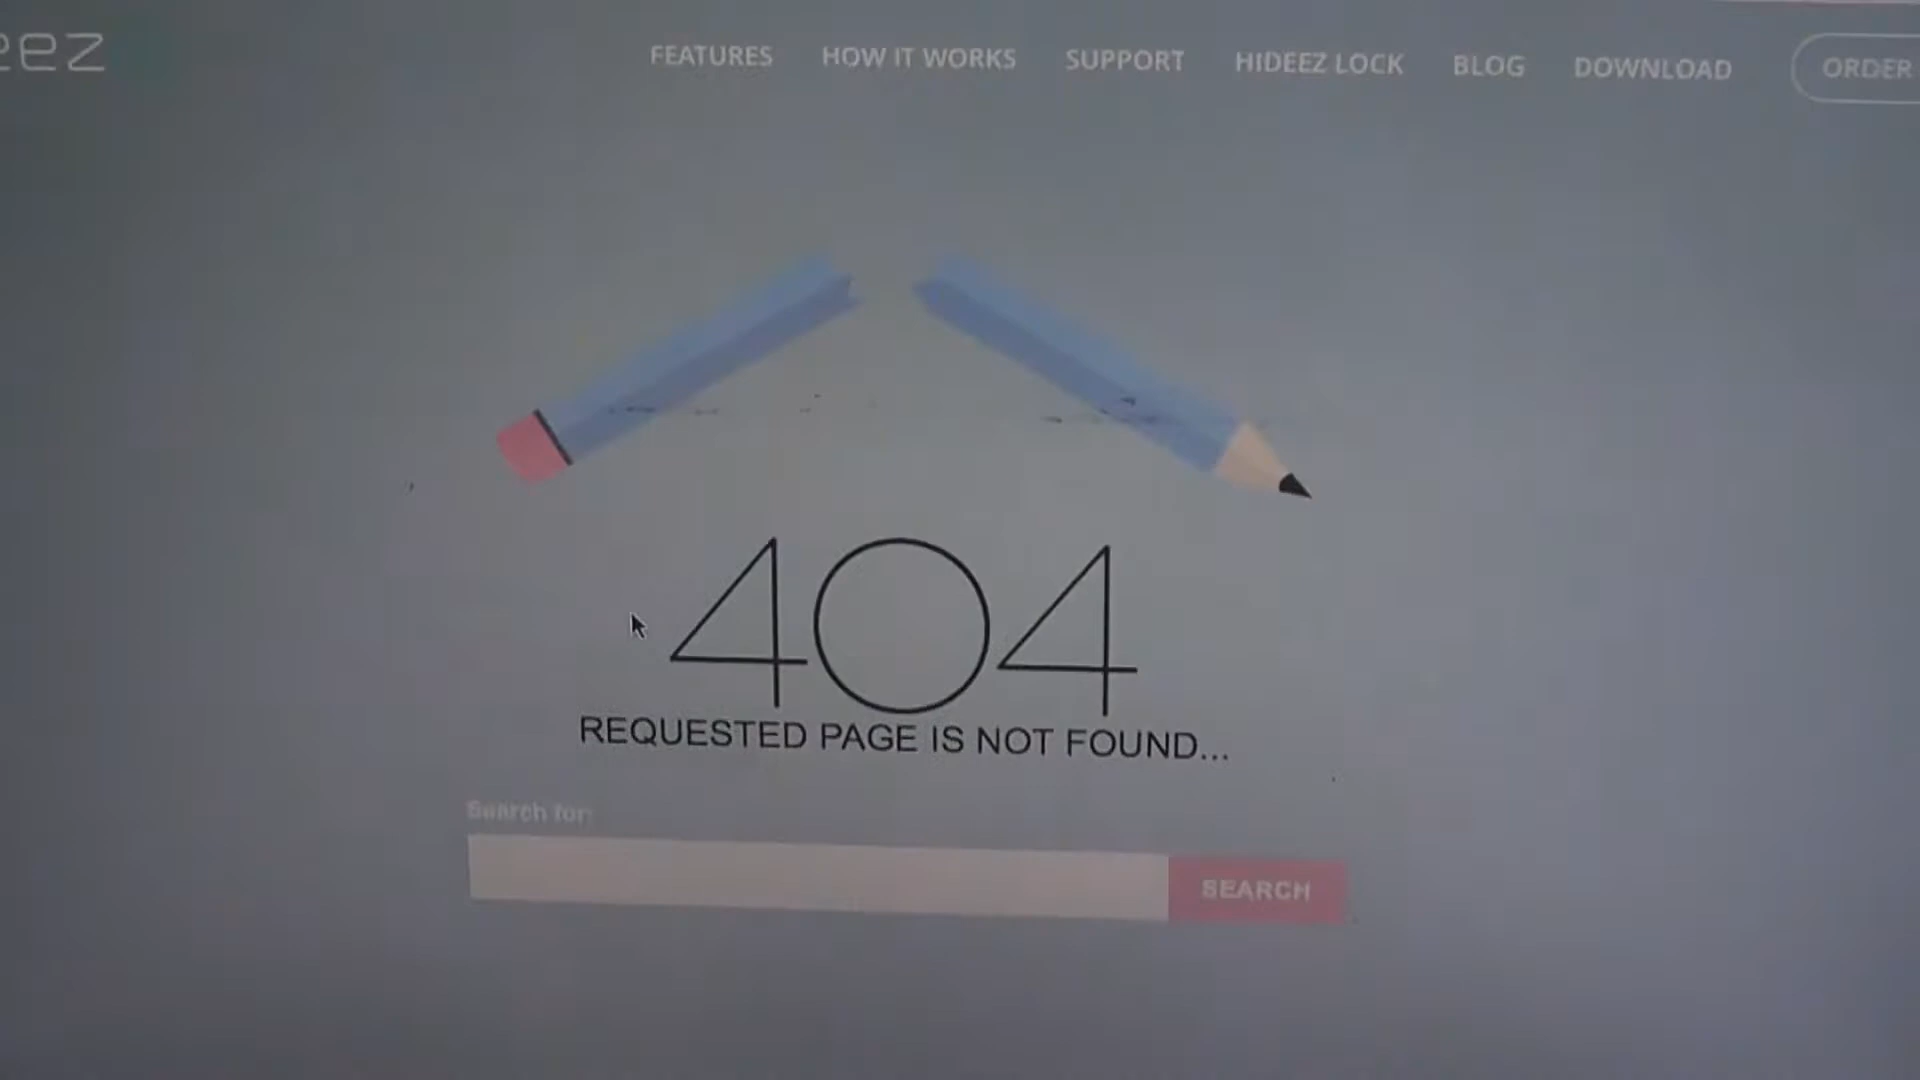 eez
FEATURES HOW IT WORKS SUPPORT HIDEEZ LOCK BLOG DOWNLOAD ORDER
404
REQUESTED PAGE IS NOT FOUND...
Search for:
SEARCH